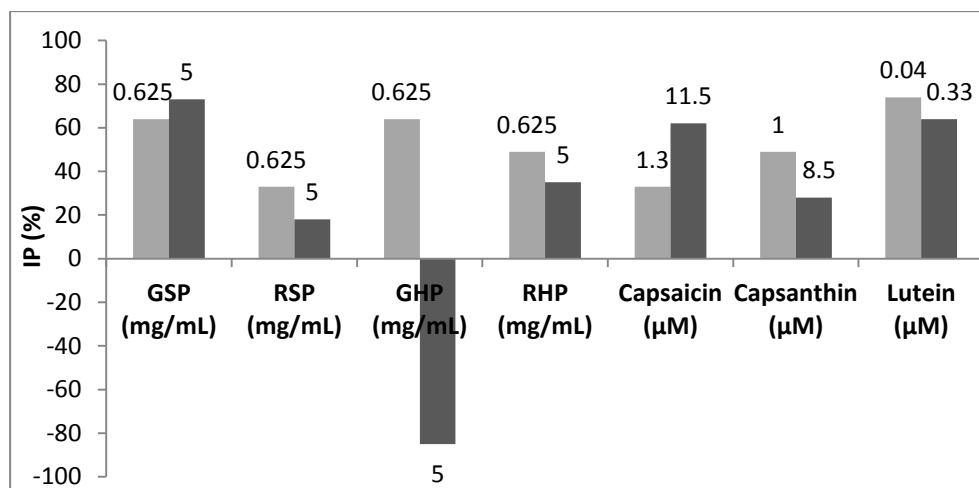 IP (%)
100
80
60
40
20
0
-20
-40
-60
-80
-100
0.625
5
0.625
5
0.625
5
0.625
5
1.3
11.5
1
8.5
0.04
0.33
GSP
(mg/mL)
RSP
(mg/mL)
GHP
(mg/mL)
RHP
(mg/mL)
Capsaicin
(µM)
Capsanthin
(µM)
Lutein
(µM)